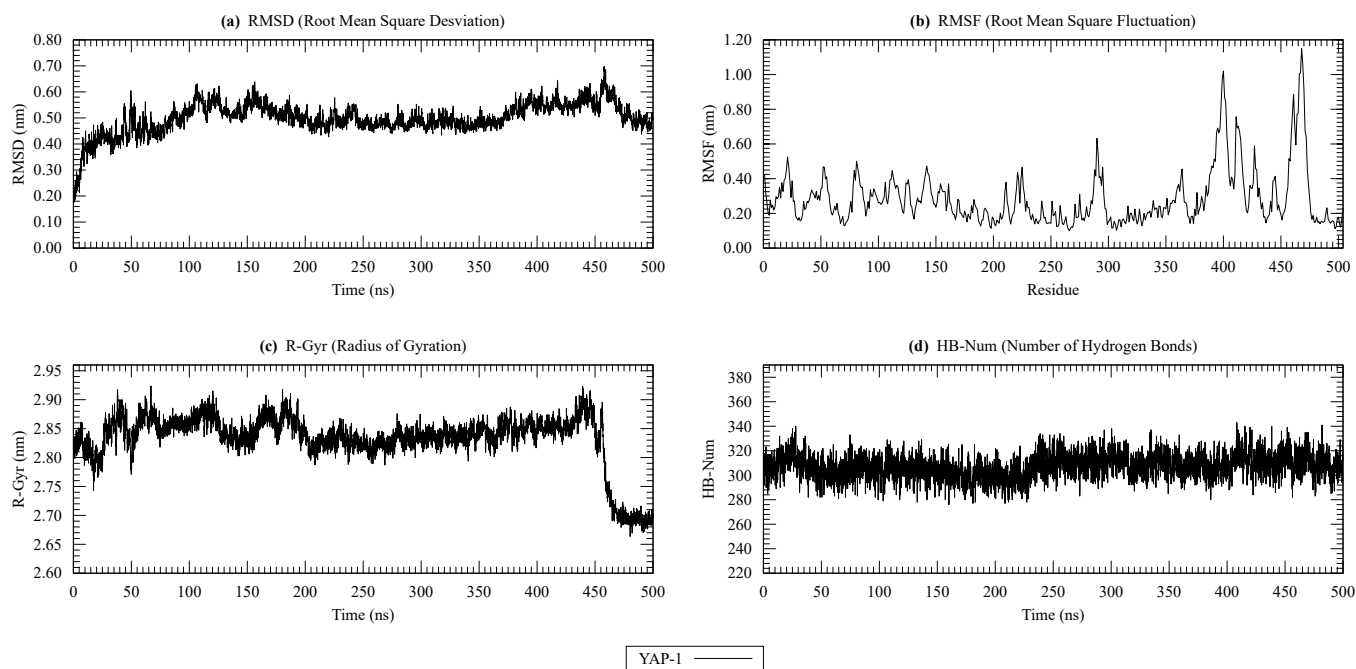 (a) RMSD (Root Mean Square Desviation)
RMSD (nm)
0.80
0.70
0.60
0.50
0.40
0.30
0.20
0.10
0.00
0 50 100 150 200 250 300 350 400 450 500
Time (ns)
(b) RMSF (Root Mean Square Fluctuation)
RMSF (nm)
1.20
1.00
0.80
0.60
0.40
0.20
0.00
0 50 100 150 200 250 300 350 400 450 500
Residue
(c) R-Gyr (Radius of Gyration)
R-Gyr (nm)
2.95
2.90
2.85
2.80
2.75
2.70
2.65
2.60
0 50 100 150 200 250 300 350 400 450 500
Time (ns)
(d) HB-Num (Number of Hydrogen Bonds)
HB-Num
380
360
340
320
300
280
260
240
220
0 50 100 150 200 250 300 350 400 450 500
Time (ns)
YAP-1